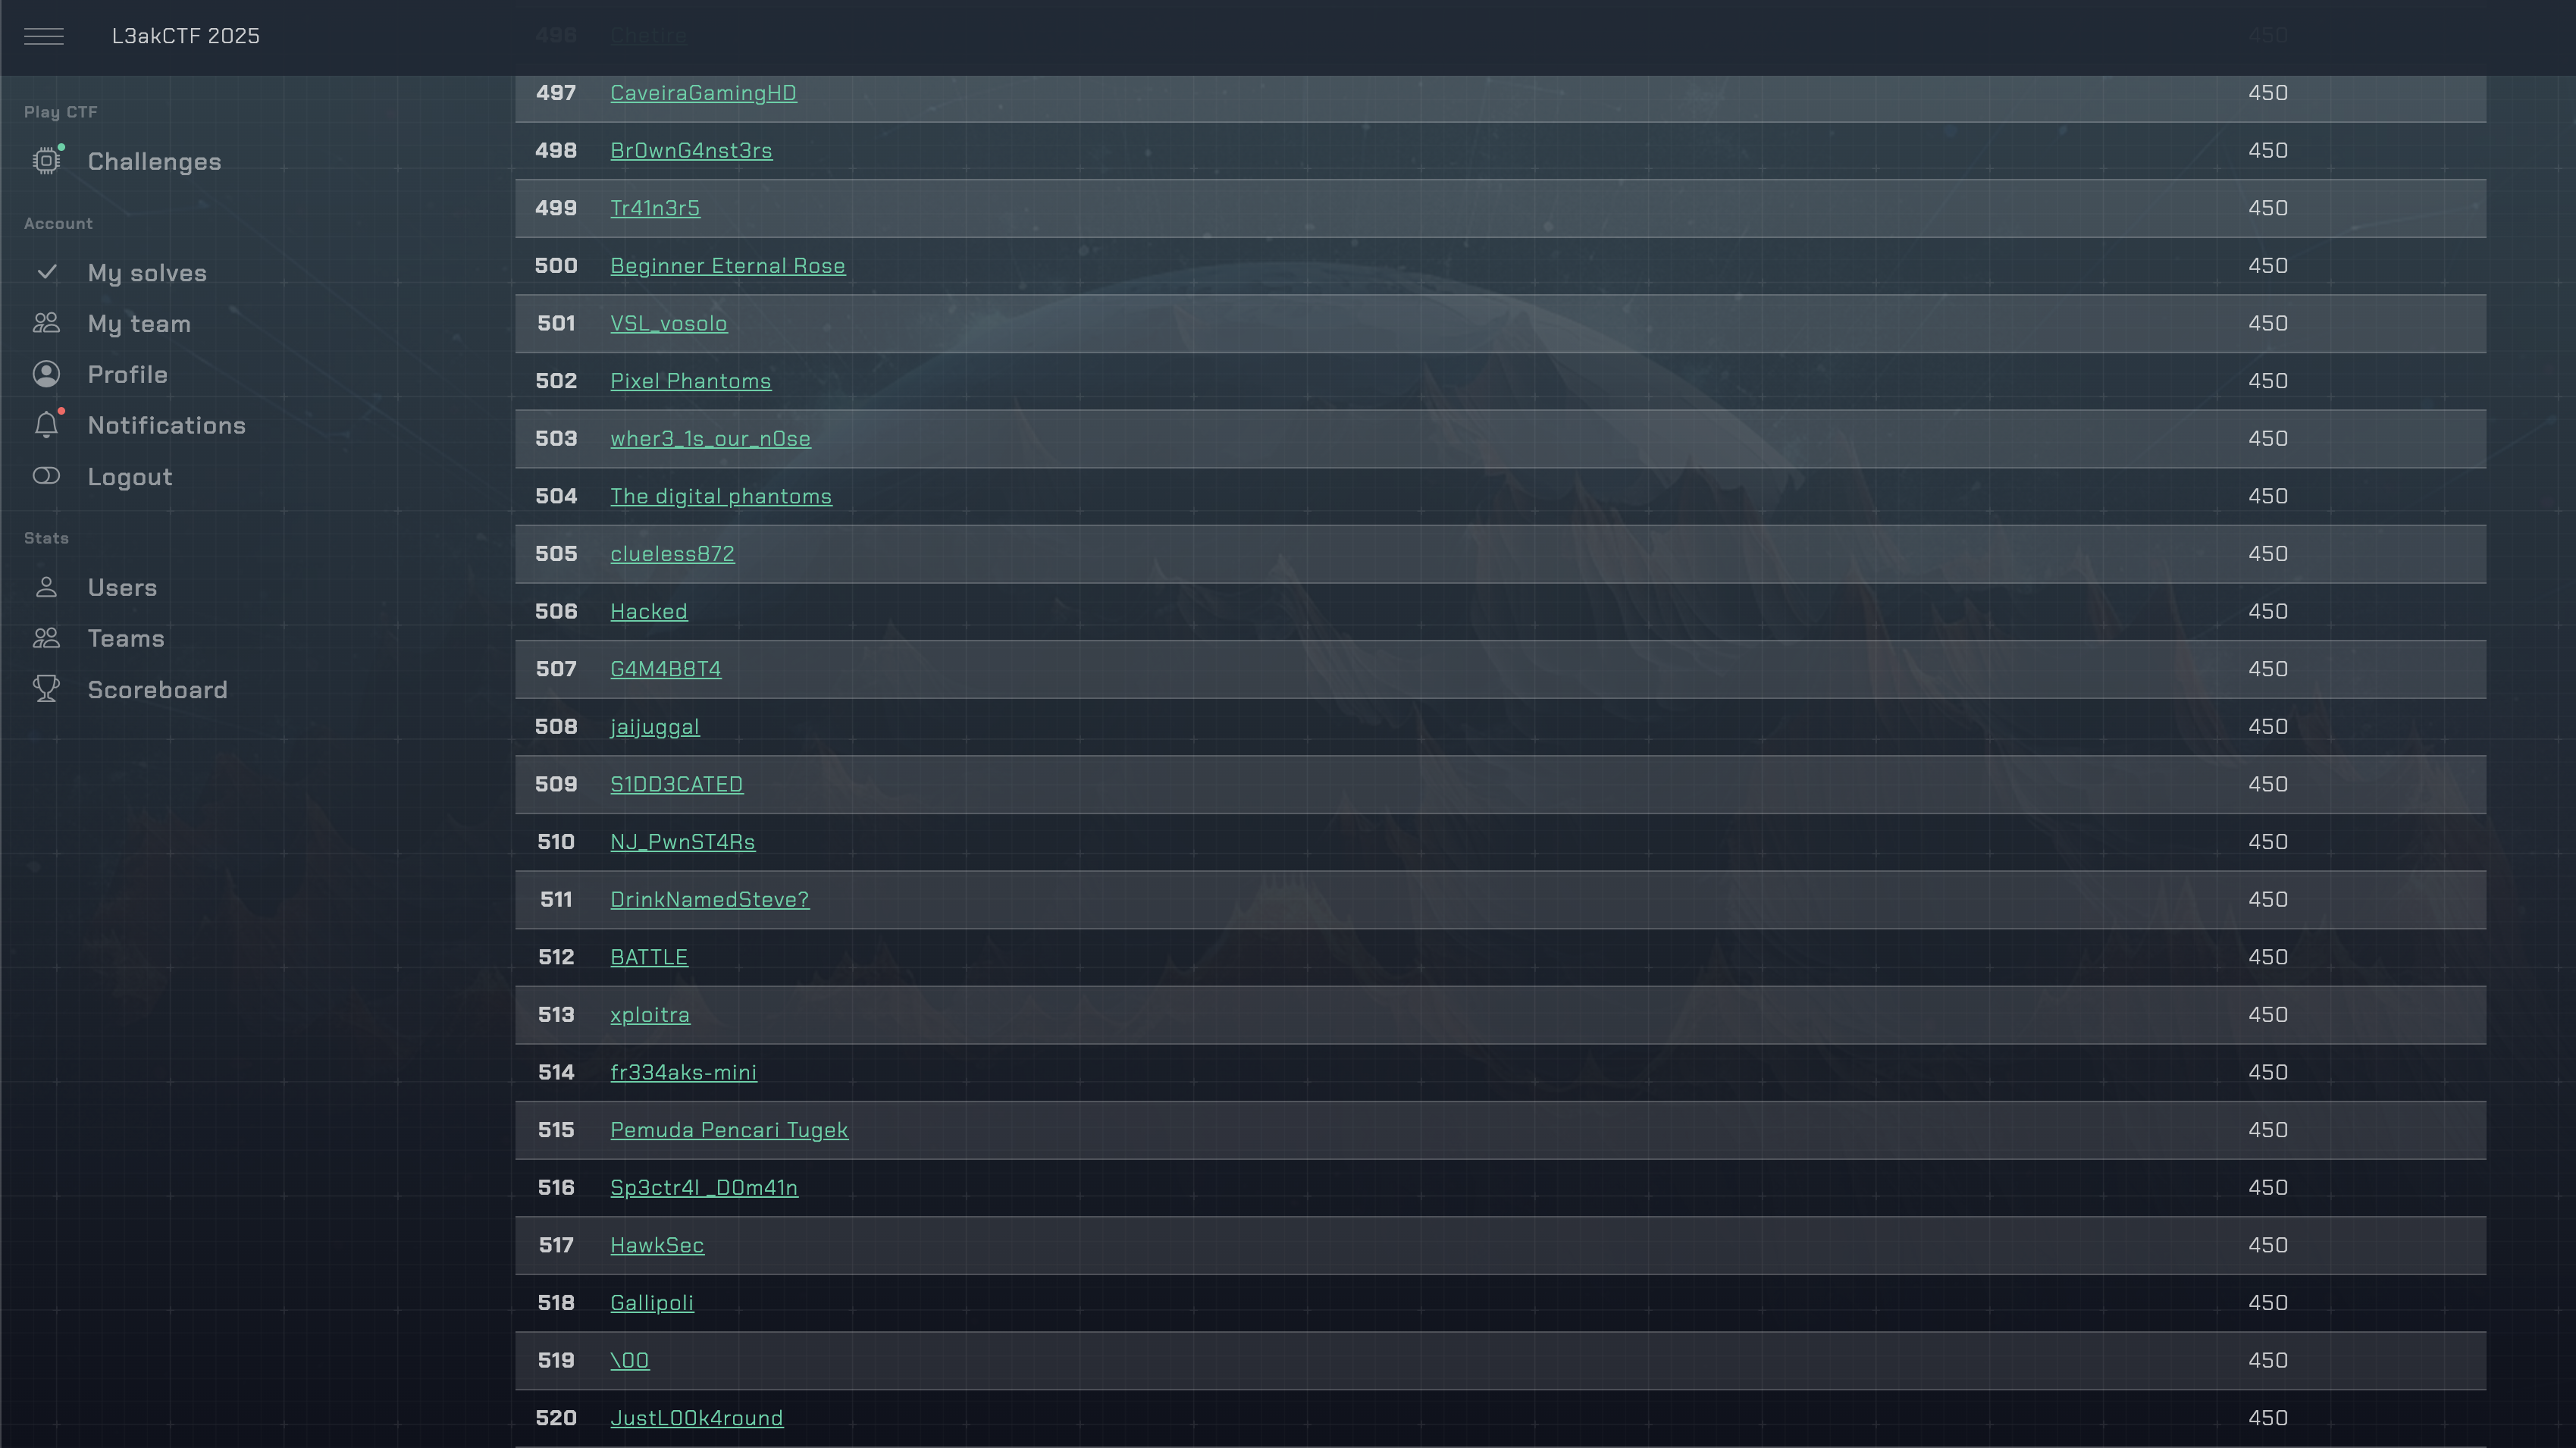 L3akCTF 2025
Play CTF
Challenges
Account
My solves
My team
Profile
Notifications
Logout
Stats
Users
Teams
Scoreboard
496 450
497 CaveiraGamingHD 450
498 Br0wnG4nst3rs 450
499 Tr41n3r5 450
500 Beginner Eternal Rose 450
501 VSL_vosolo 450
502 Pixel Phantoms 450
503 wher3_1s_our_n0se 450
504 The digital phantoms 450
505 clueless872 450
506 Hacked 450
507 G4M4B8T4 450
508 jaijuggal 450
509 S1DD3CATED 450
510 NJ_PwnST4Rs 450
511 DrinkNamedSteve? 450
512 BATTLE 450
513 xploitra 450
514 fr334aks-mini 450
515 Pemuda Pencari Tugek 450
516 Sp3ctr4l _D0m41n 450
517 HawkSec 450
518 Gallipoli 450
519 \00 450
520 JustL00k4round 450